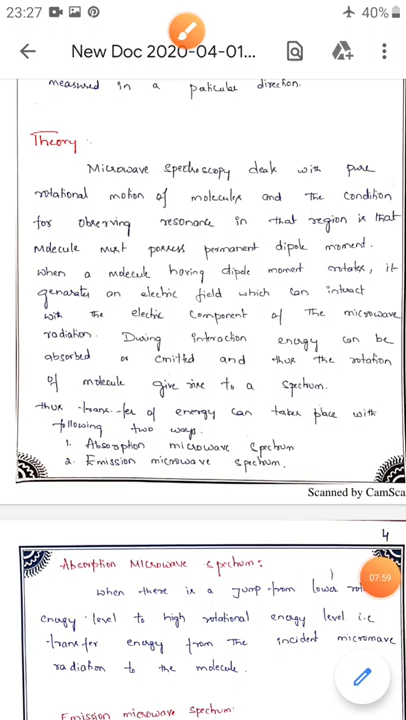 23:27
40%
New Doc 2020-04-01...
measured in a paticular direction.
Theory :
Microwave spectroscopy deals with pure
rotational motion of molecules and the condition
for observing resonance in that region is that
Molecule must possess permanent dipole moment.
When a molecule having dipole moment rotates, it
generates an electric field which can interact
with the electric component of the microwave
radiation. During interaction energy can be
absorbed or emitted and thus the rotation
of molecule give rise to a spectrum.
thus trans-fer of energy can takes place with
following two ways.
1. Absorption microwave spectrum
2. Emission microwave spectrum.
Scanned by CamSca
4
Absorption Microwave spectrum:
When there is a jump from lower
07:59
energy level to high rotational energy level i.e
transfer energy from the incident micromave
radiation to the molecule.
Emission microwave spectrum: